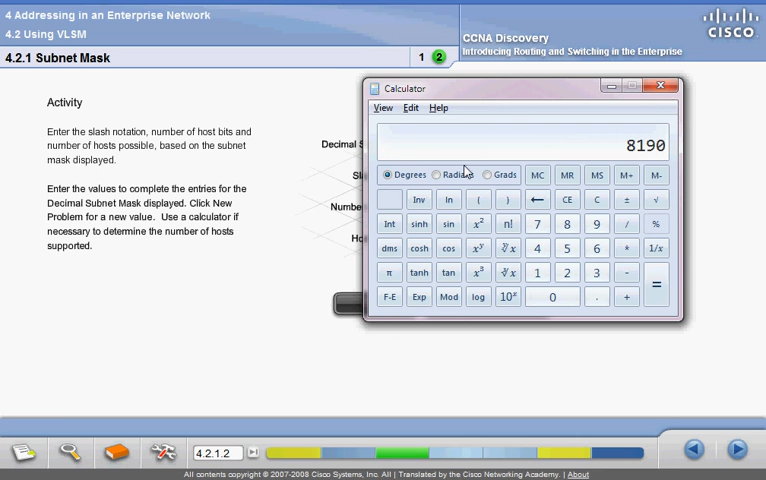 4 Addressing in an Enterprise Network
4.2 Using VLSM
CCNA Discovery
Introducing Routing and Switching in the Enterprise
CISCO
4.2.1 Subnet Mask
1 2
Activity
Enter the slash notation, number of host bits and
number of hosts possible, based on the subnet
mask displayed.
Enter the values to complete the entries for the
Decimal Subnet Mask displayed. Click New
Problem for a new value. Use a calculator if
necessary to determine the number of hosts
supported.
Decimal S
Sl
Number
Ho
Calculator
View Edit Help
8190
Degrees Radians Grads MC MR MS M+ M-
Inv ln ( ) ← CE C ± √
Int sinh sin x² n! 7 8 9 / %
dms cosh cos xʸ ʸ√x 4 5 6 * 1/x
π tanh tan x³ ³√x 1 2 3 - =
F-E Exp Mod log 10ˣ 0 . +
4.2.1.2
All contents copyright © 2007-2008 Cisco Systems, Inc. All | Translated by the Cisco Networking Academy. | About